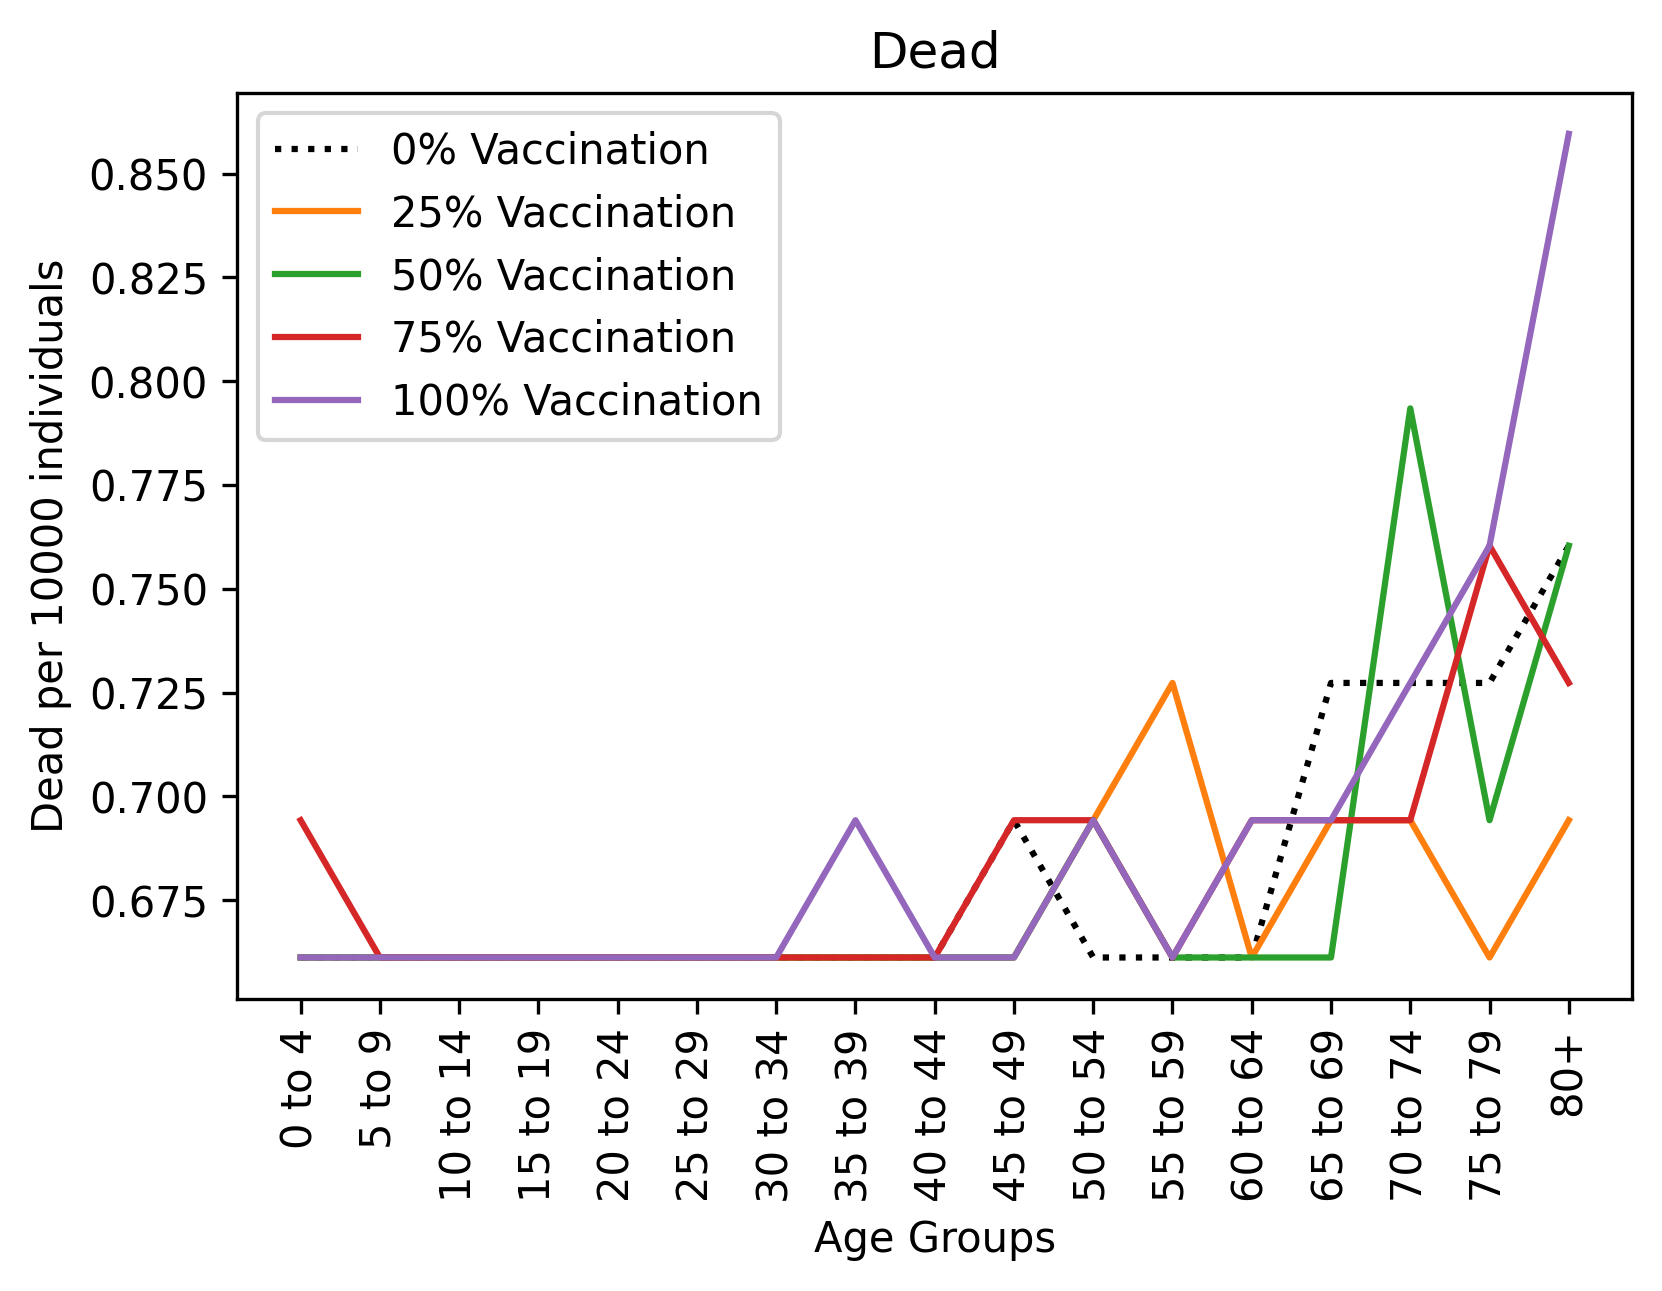 Dead
0% Vaccination
25% Vaccination
50% Vaccination
75% Vaccination
100% Vaccination
Dead per 10000 individuals
0.850
0.825
0.800
0.775
0.750
0.725
0.700
0.675
0 to 4
5 to 9
10 to 14
15 to 19
20 to 24
25 to 29
30 to 34
35 to 39
40 to 44
45 to 49
50 to 54
55 to 59
60 to 64
65 to 69
70 to 74
75 to 79
80+
Age Groups